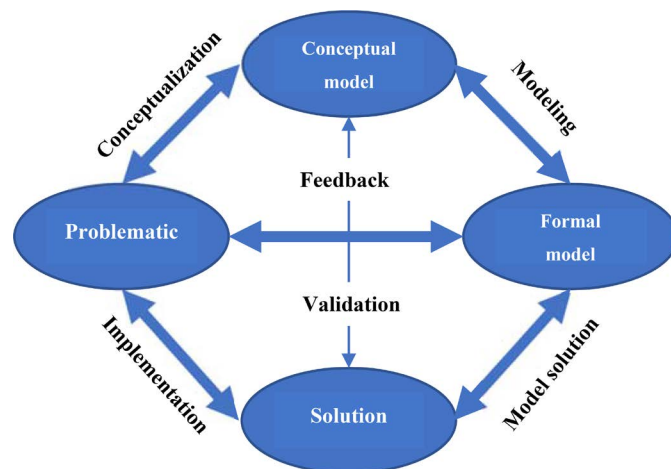 Conceptual
model
Conceptualization
Modeling
Feedback
Problematic
Formal
model
Validation
Implementation
Model solution
Solution